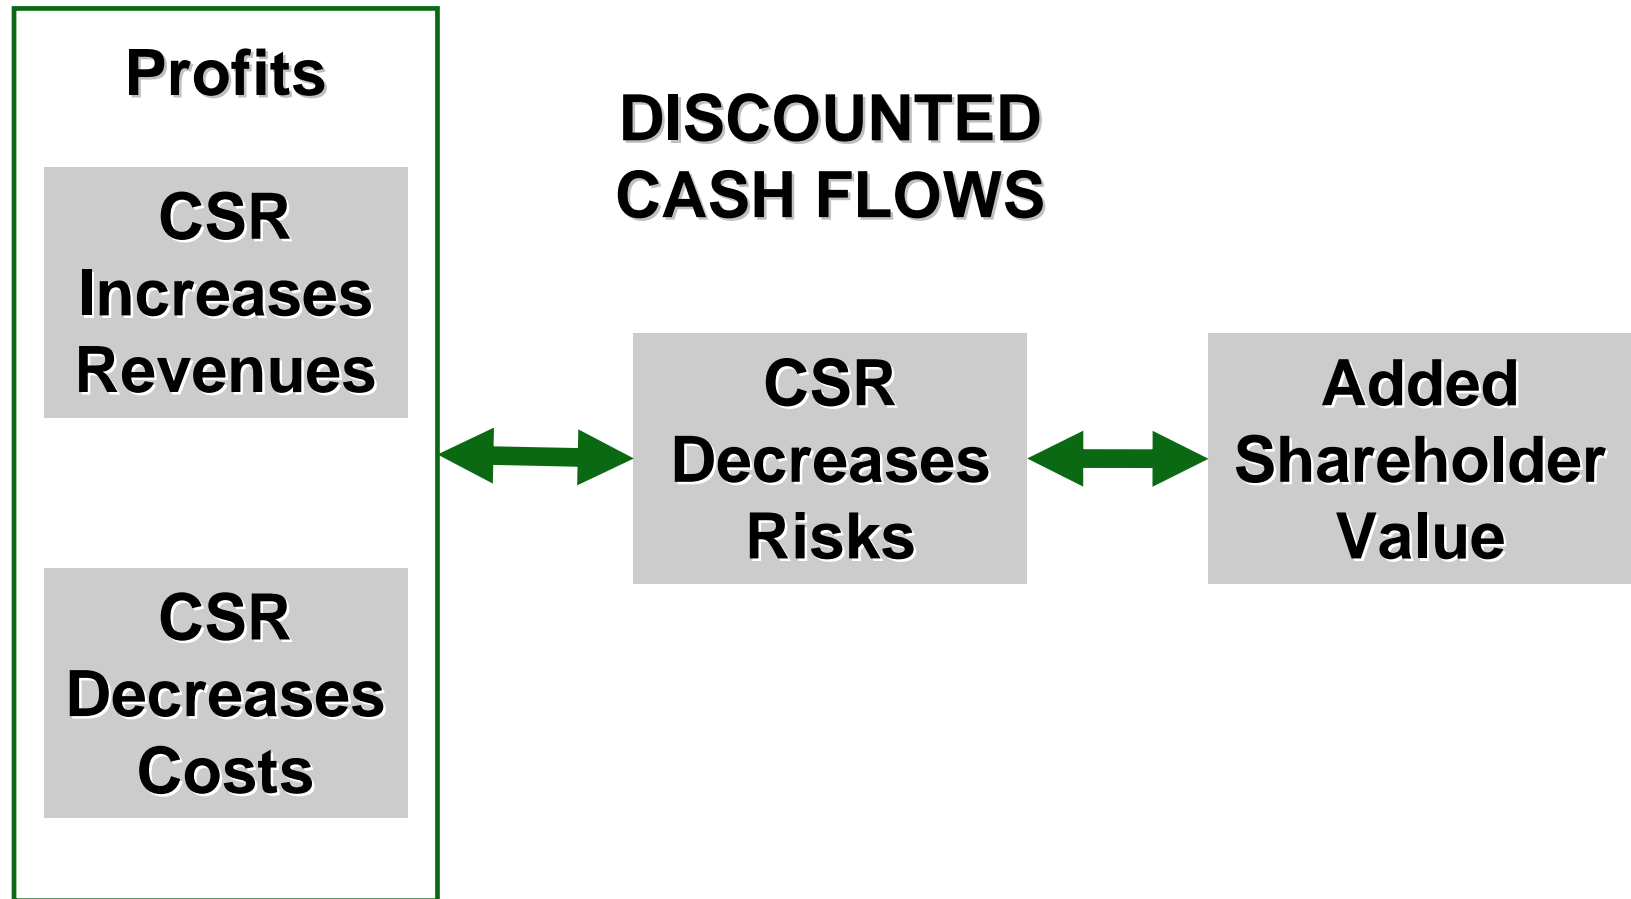 Profits
CSR
Increases
Revenues
CSR
Decreases
Costs
DISCOUNTED
CASH FLOWS
CSR
Decreases
Risks
Added
Shareholder
Value